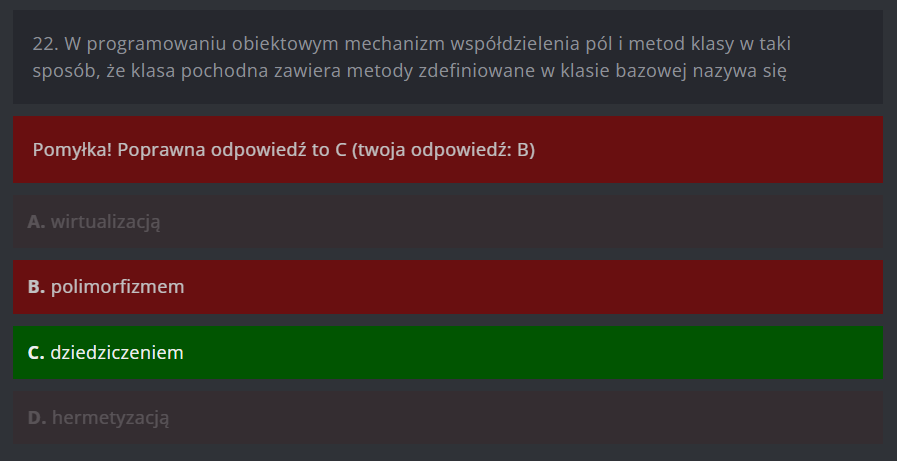 22. W programowaniu obiektowym mechanizm współdzielenia pól i metod klasy w taki
sposób, że klasa pochodna zawiera metody zdefiniowane w klasie bazowej nazywa się
Pomyłka! Poprawna odpowiedź to C (twoja odpowiedź: B)
A. wirtualizacją
B. polimorfizmem
C. dziedziczeniem
D. hermetyzacją